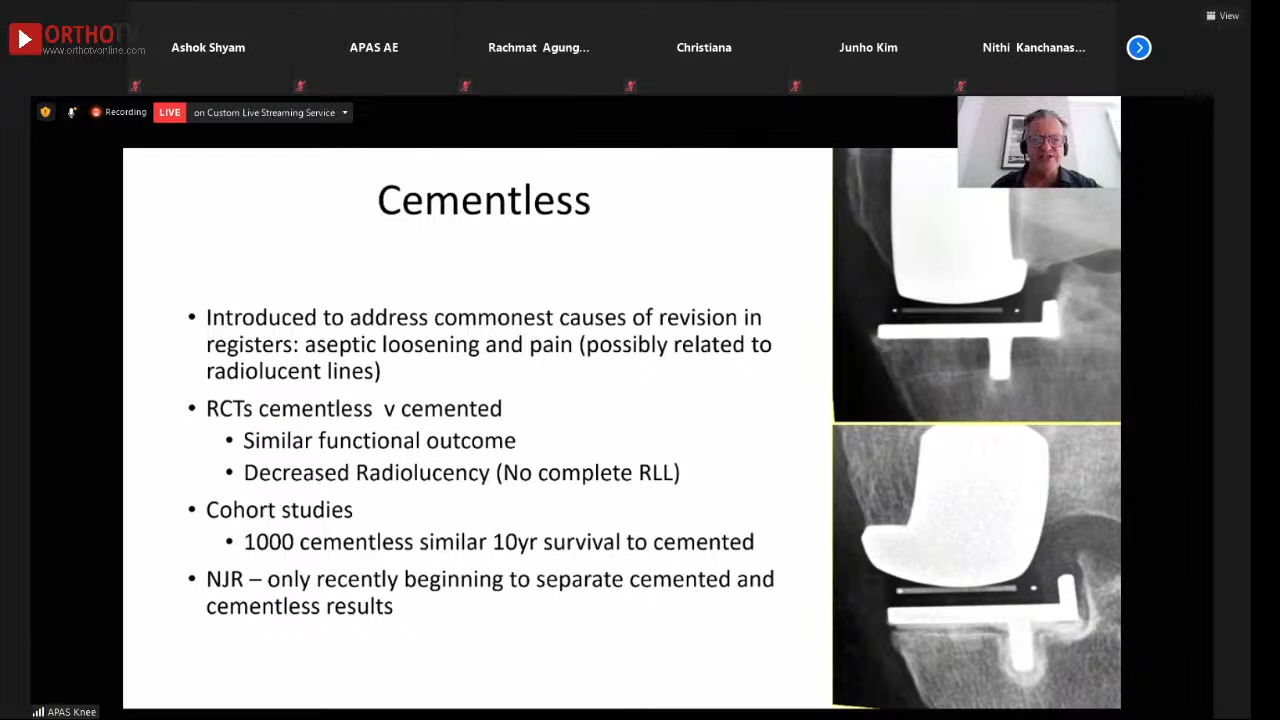 ORTHOTV
www.orthotvonline.com
View
Ashok Shyam
APAS AE
Rachmat Agung...
Christiana
Junho Kim
Nithi Kanchanas...
Recording
LIVE
on Custom Live Streaming Service
Cementless
• Introduced to address commonest causes of revision in
registers: aseptic loosening and pain (possibly related to
radiolucent lines)
• RCTs cementless v cemented
• Similar functional outcome
• Decreased Radiolucency (No complete RLL)
• Cohort studies
• 1000 cementless similar 10yr survival to cemented
• NJR – only recently beginning to separate cemented and
cementless results
APAS Knee